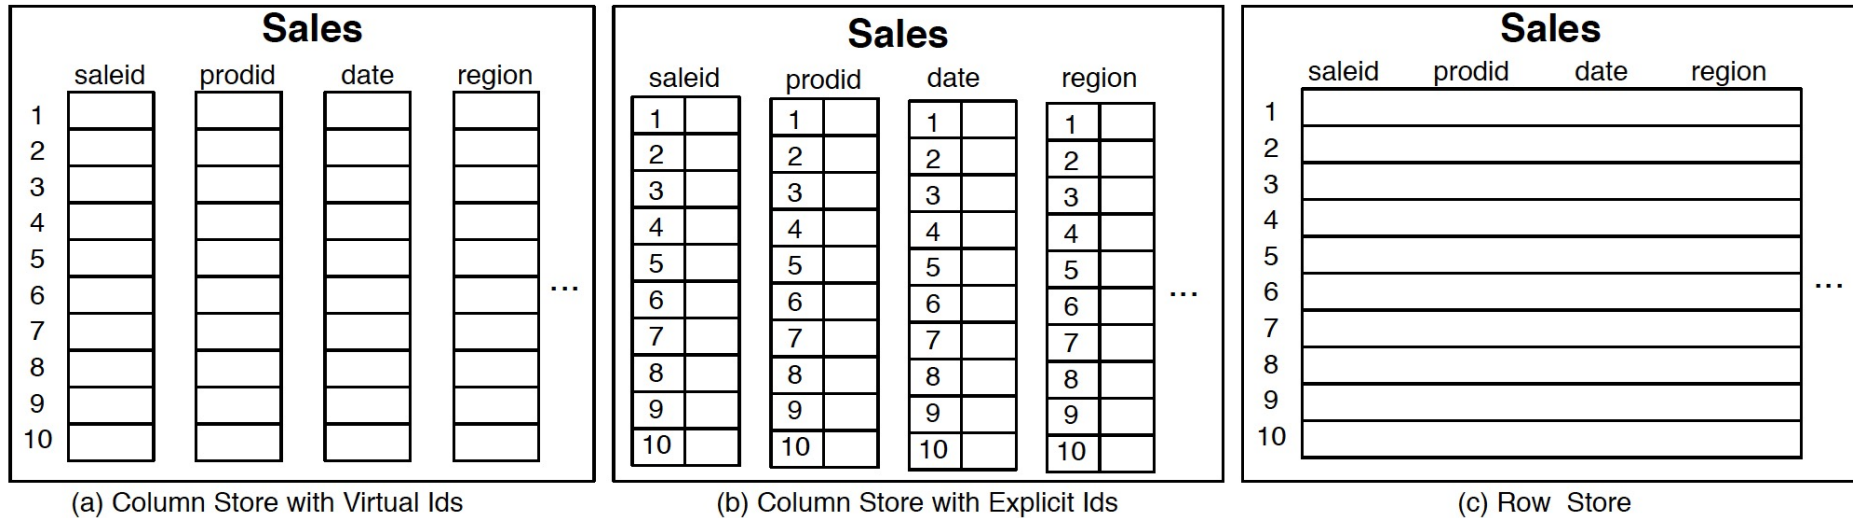 Sales
saleid prodid date region
1
2
3
4
5
6
7
8
9
10
...
(a) Column Store with Virtual Ids
Sales
saleid prodid date region
1 1 1 1
2 2 2 2
3 3 3 3
4 4 4 4
5 5 5 5
6 6 6 6
7 7 7 7
8 8 8 8
9 9 9 9
10 10 10 10
...
(b) Column Store with Explicit Ids
Sales
saleid prodid date region
1
2
3
4
5
6
7
8
9
10
...
(c) Row Store